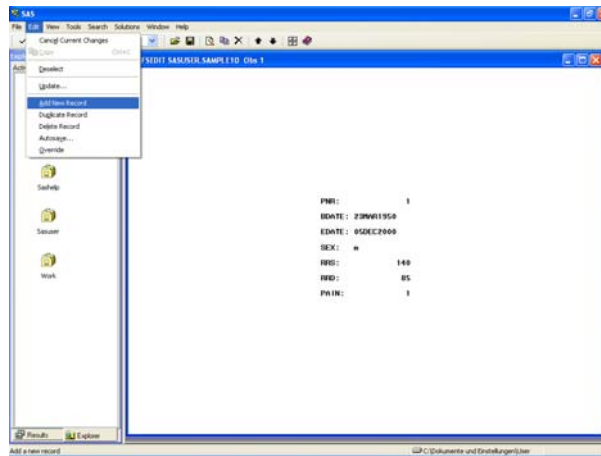 SAS
File Edit View Tools Search Solutions Window Help
Cancel Current Changes
Copy Ctrl+C
Deselect
Update...
Add New Record
Duplicate Record
Delete Record
Autosave...
Override
FSEDIT SASUSER.SAMPLE10 Obs 1
Sashelp
Sasuser
Work
PNR: 1
BDATE: 23MAR1950
EDATE: 05DEC2000
SEX: m
RRS: 140
RRD: 85
PAIN: 1
Results Explorer
Add a new record
C:\Dokumente und Einstellungen\User